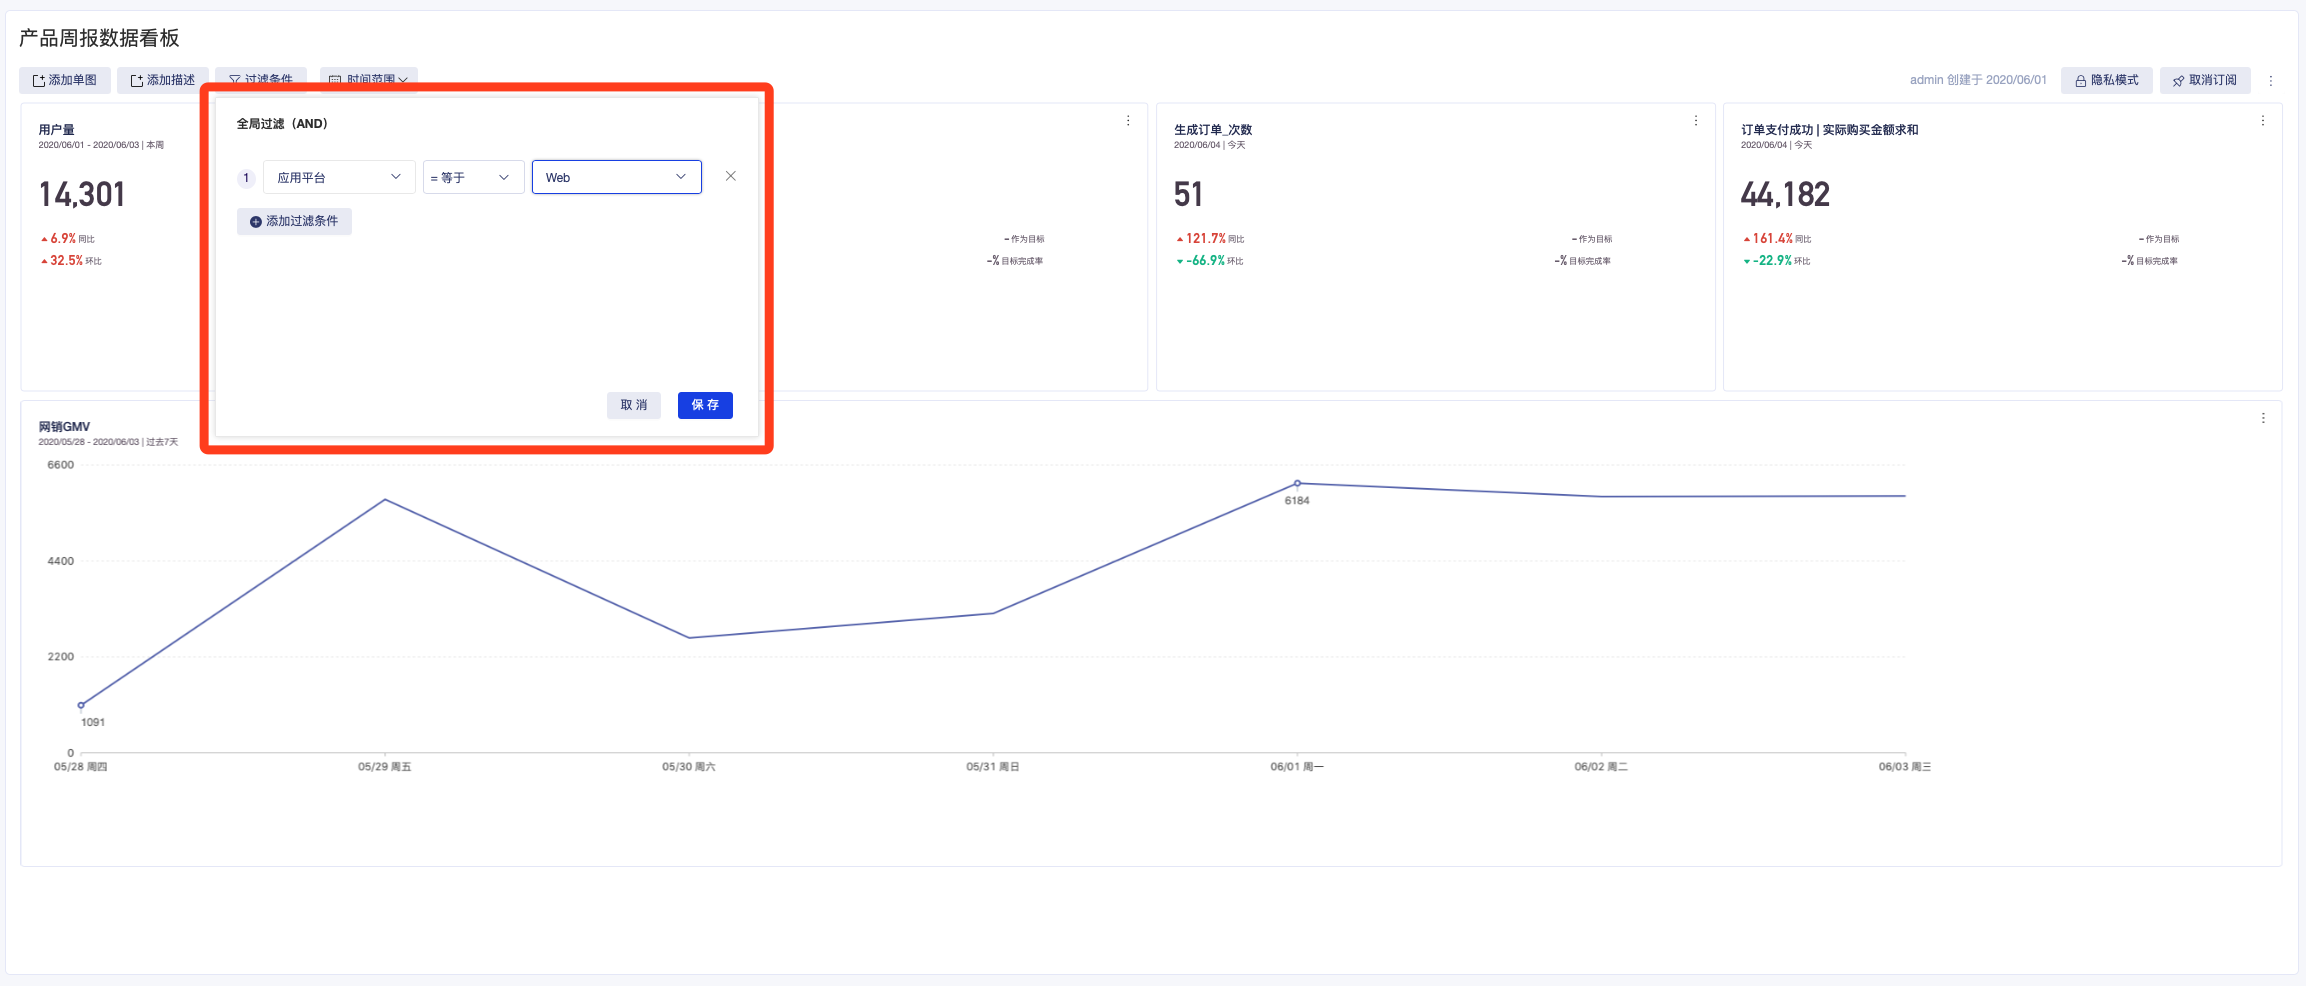 产品周报数据看板
添加单图 添加描述 过滤条件 时间范围
admin 创建于 2020/06/01 隐私模式 取消订阅
全局过滤（AND）
1 应用平台 = 等于 Web
添加过滤条件
取 消 保 存
用户量
2020/06/01 - 2020/06/03 | 本周
14,301
6.9% 同比
32.5% 环比
- 作为目标
-% 目标完成率
生成订单_次数
2020/06/04 | 今天
51
121.7% 同比 - 作为目标
-66.9% 环比 -% 目标完成率
订单支付成功 | 实际购买金额求和
2020/06/04 | 今天
44,182
161.4% 同比 - 作为目标
-22.9% 环比 -% 目标完成率
网销GMV
2020/05/28 - 2020/06/03 | 过去7天
6600
6184
4400
2200
1091
0
05/28 周四 05/29 周五 05/30 周六 05/31 周日 06/01 周一 06/02 周二 06/03 周三